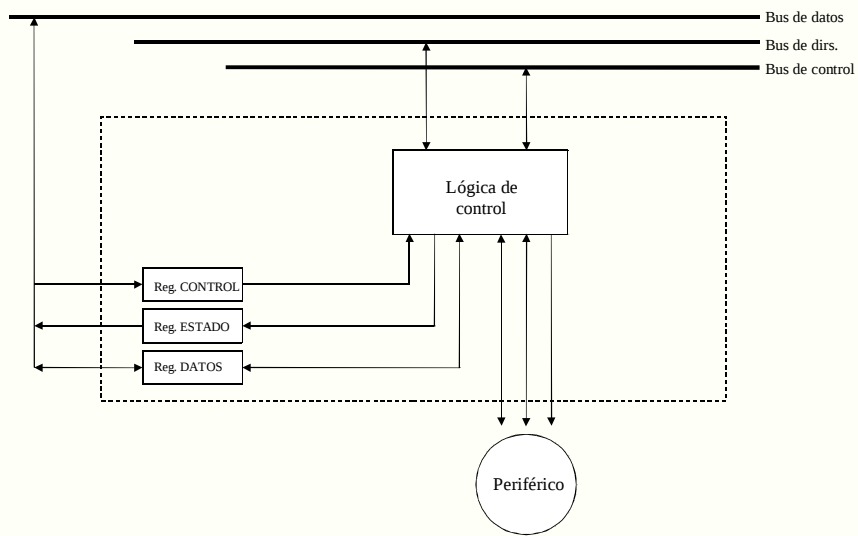 Bus de datos
Bus de dirs.
Bus de control
Lógica de
control
Reg. CONTROL
Reg. ESTADO
Reg. DATOS
Periférico